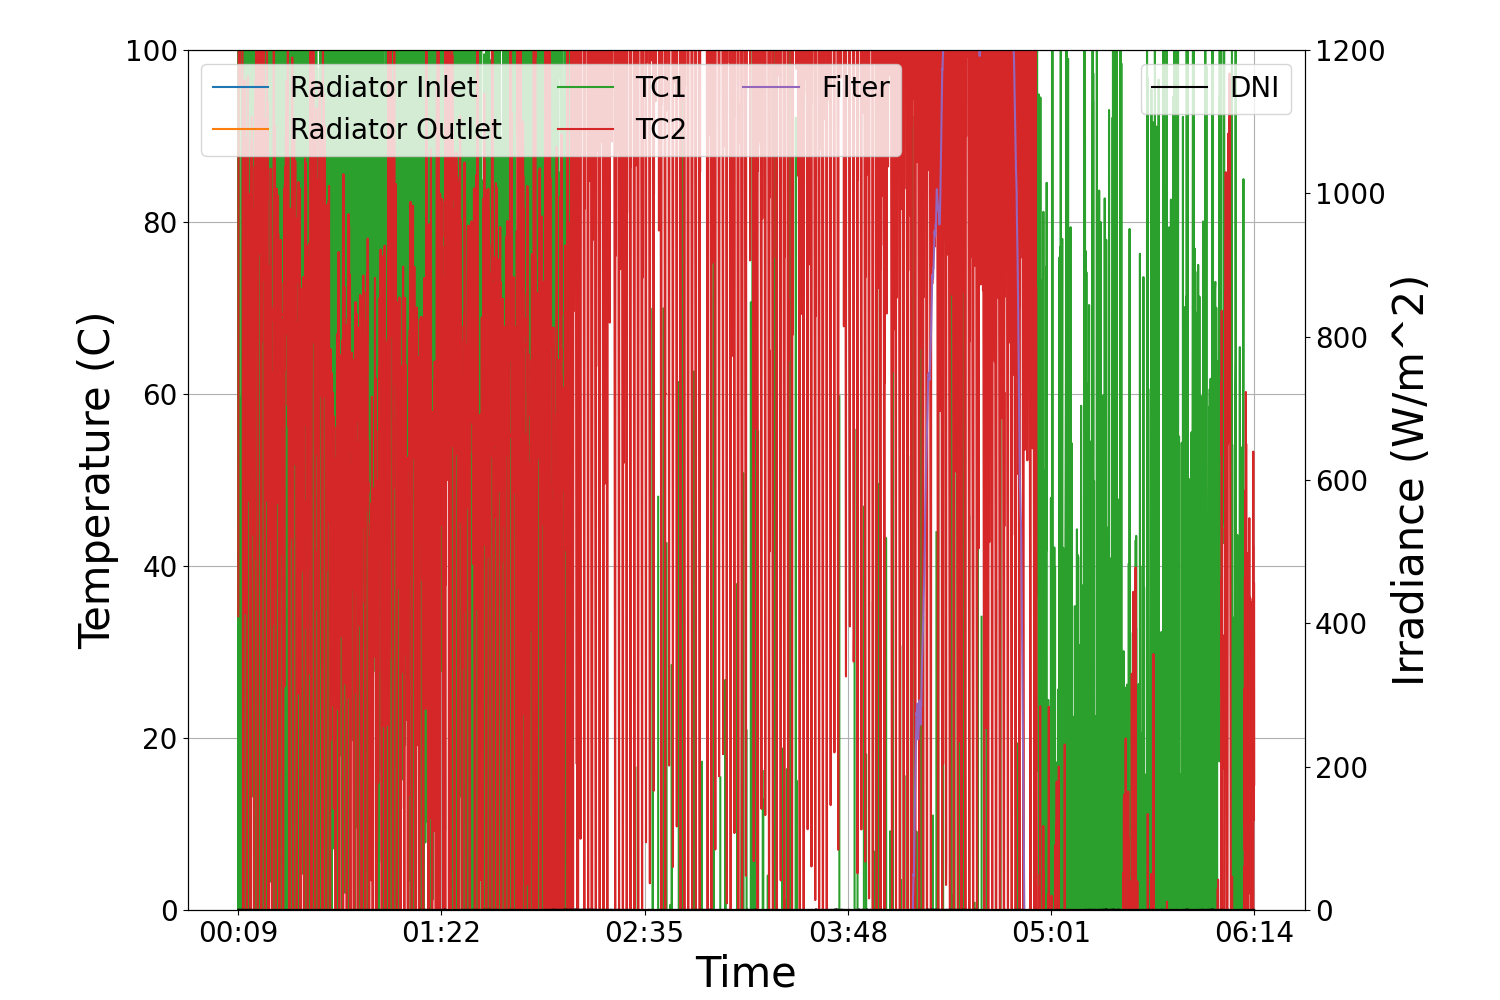 100
80
60
40
20
0
Temperature (C)
Radiator Inlet
Radiator Outlet
TC1
TC2
Filter
DNI
1200
1000
800
600
400
200
0
Irradiance (W/m^2)
00:09 01:22 02:35 03:48 05:01 06:14
Time